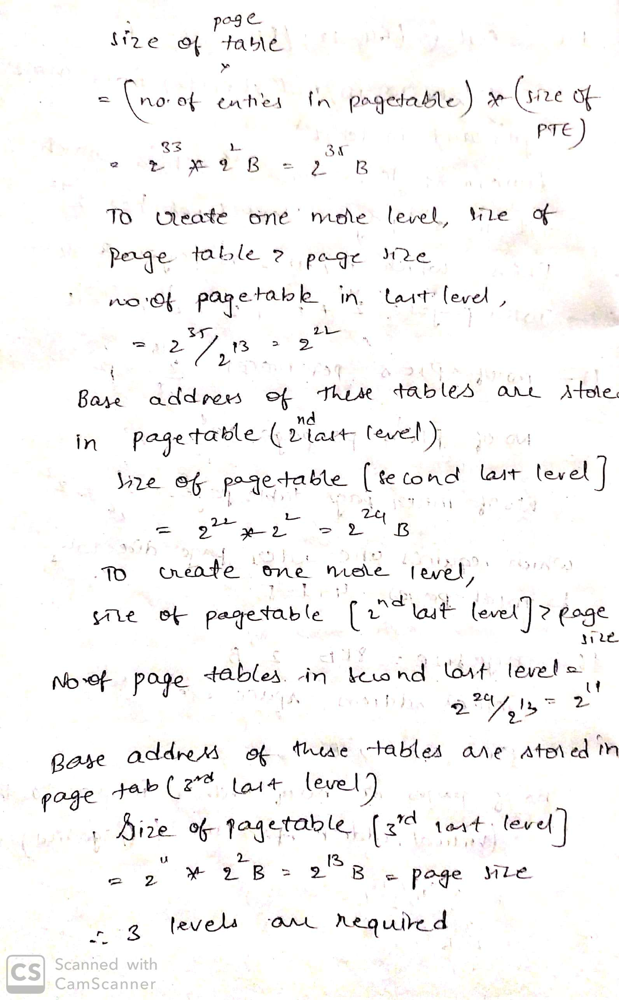 page
size of table
= (no. of enties in pagetable) * (size of
PTE)
= 2^33 * 2^2 B = 2^35 B
To create one more level, size of
Page table > page size
no. of pagetable in last level,
= 2^35/2^13 = 2^22
Base address of these tables are store
in pagetable (2nd last level)
size of pagetable [second last level]
= 2^22 * 2^2 = 2^24 B
To create one more level,
size of pagetable [2nd last level] > page
size
No of page tables in second last level =
2^24/2^13 = 2^11
Base address of these tables are stored in
page tab (3rd last level)
Size of pagetable [3rd last level]
= 2^11 * 2^2 B = 2^13 B = page size
∴ 3 levels are required
CS Scanned with
CamScanner